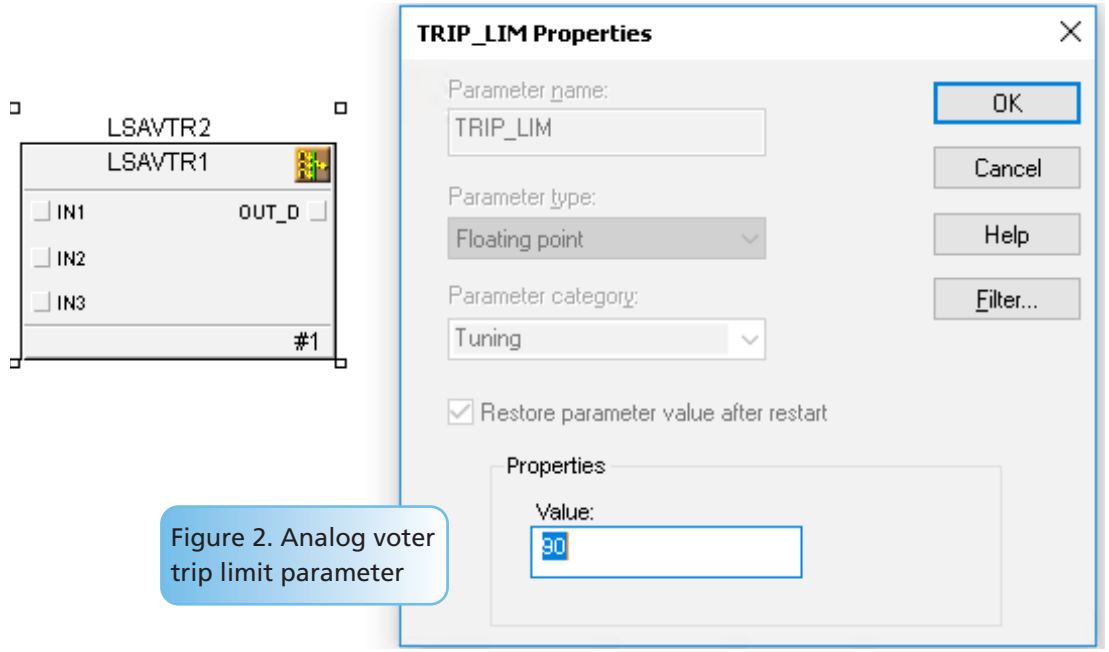 LSAVTR2
LSAVTR1
IN1
OUT_D
IN2
IN3
#1
Figure 2. Analog voter
trip limit parameter
TRIP_LIM Properties
Parameter name:
TRIP_LIM
Parameter type:
Floating point
Parameter category:
Tuning
Restore parameter value after restart
Properties
Value:
90
OK
Cancel
Help
Filter...